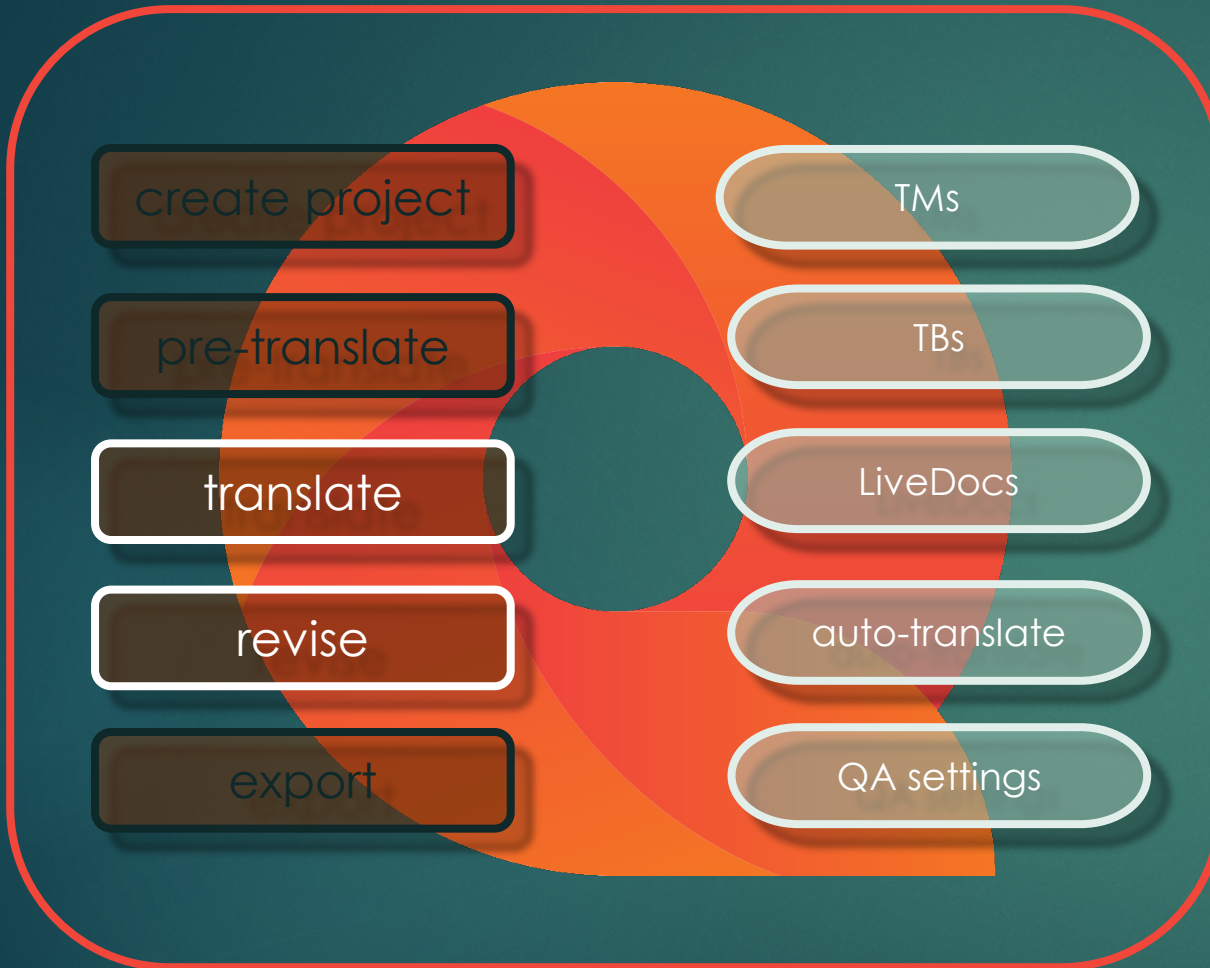 create project
pre-translate
translate
revise
export
TMs
TBs
LiveDocs
auto-translate
QA settings